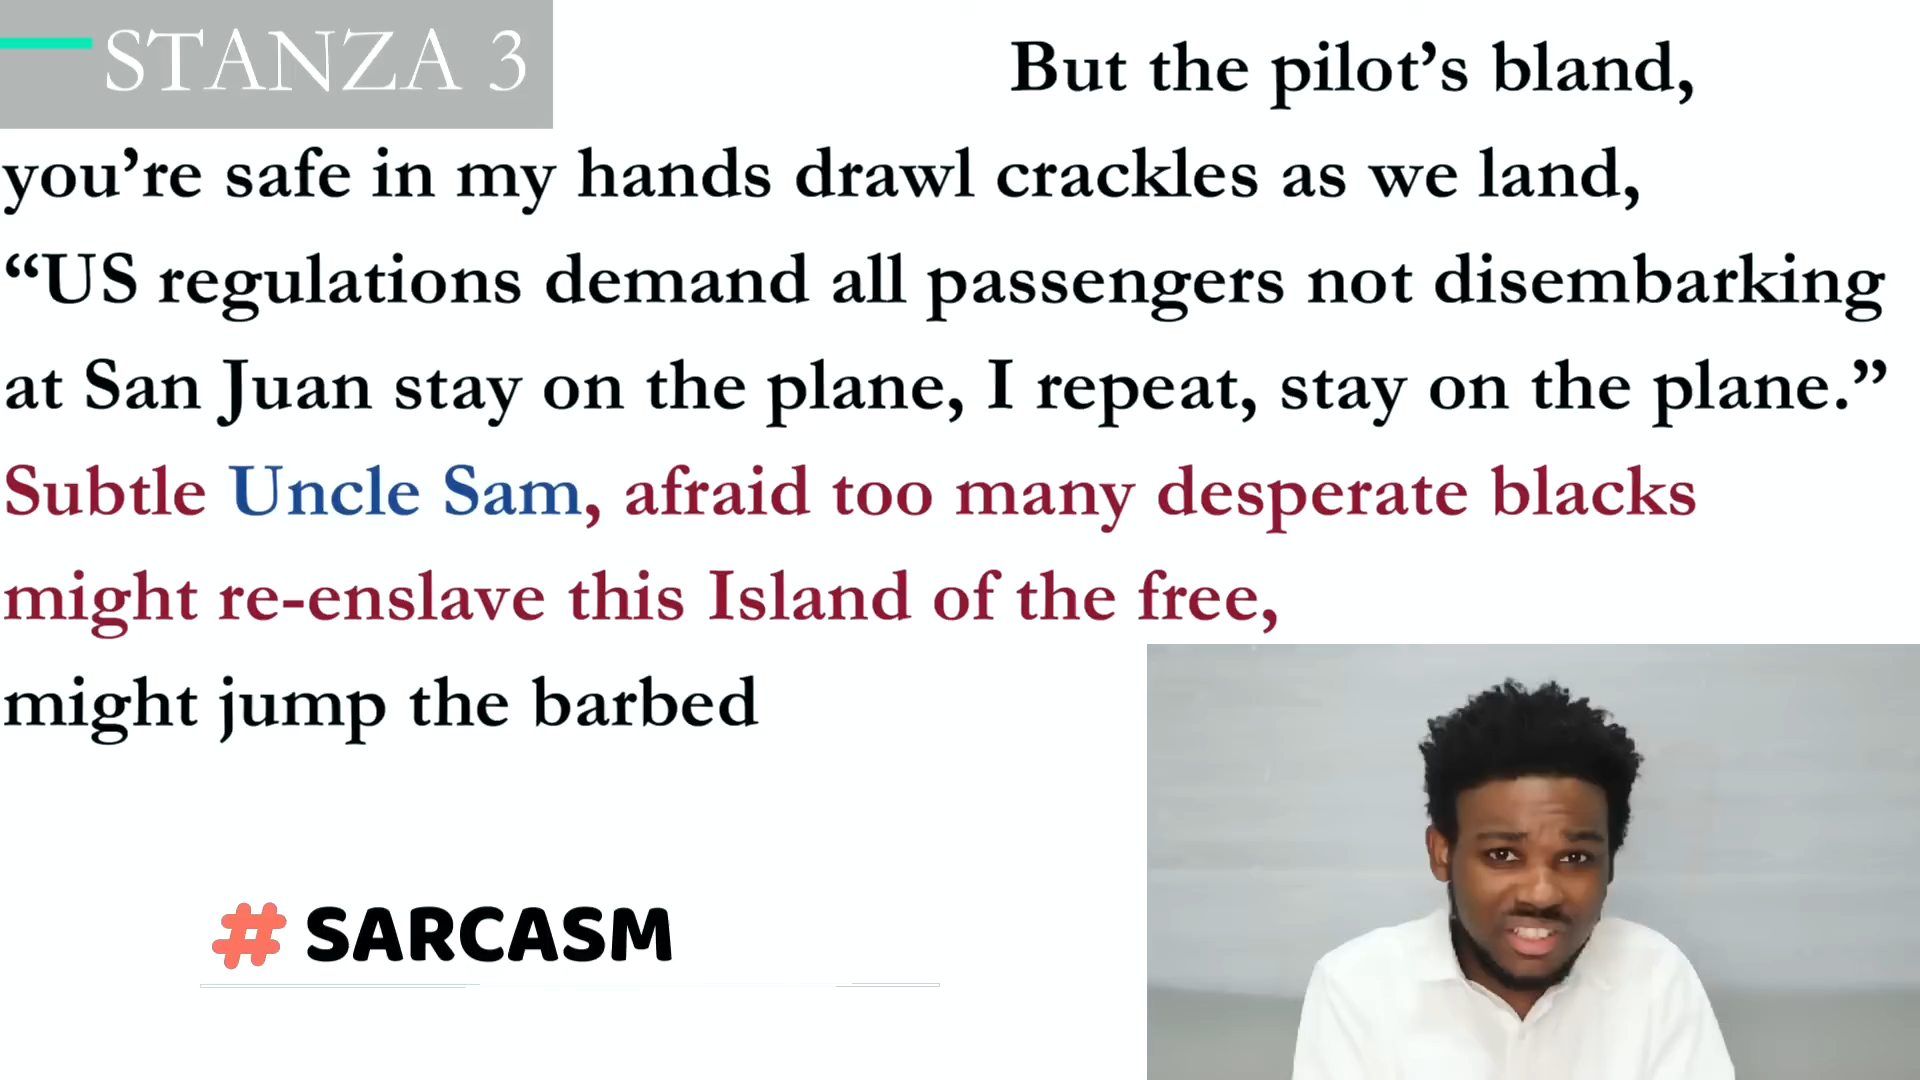 STANZA 3
But the pilot’s bland,
you’re safe in my hands drawl crackles as we land,
“US regulations demand all passengers not disembarking
at San Juan stay on the plane, I repeat, stay on the plane.”
Subtle Uncle Sam, afraid too many desperate blacks
might re-enslave this Island of the free,
might jump the barbed
# SARCASM